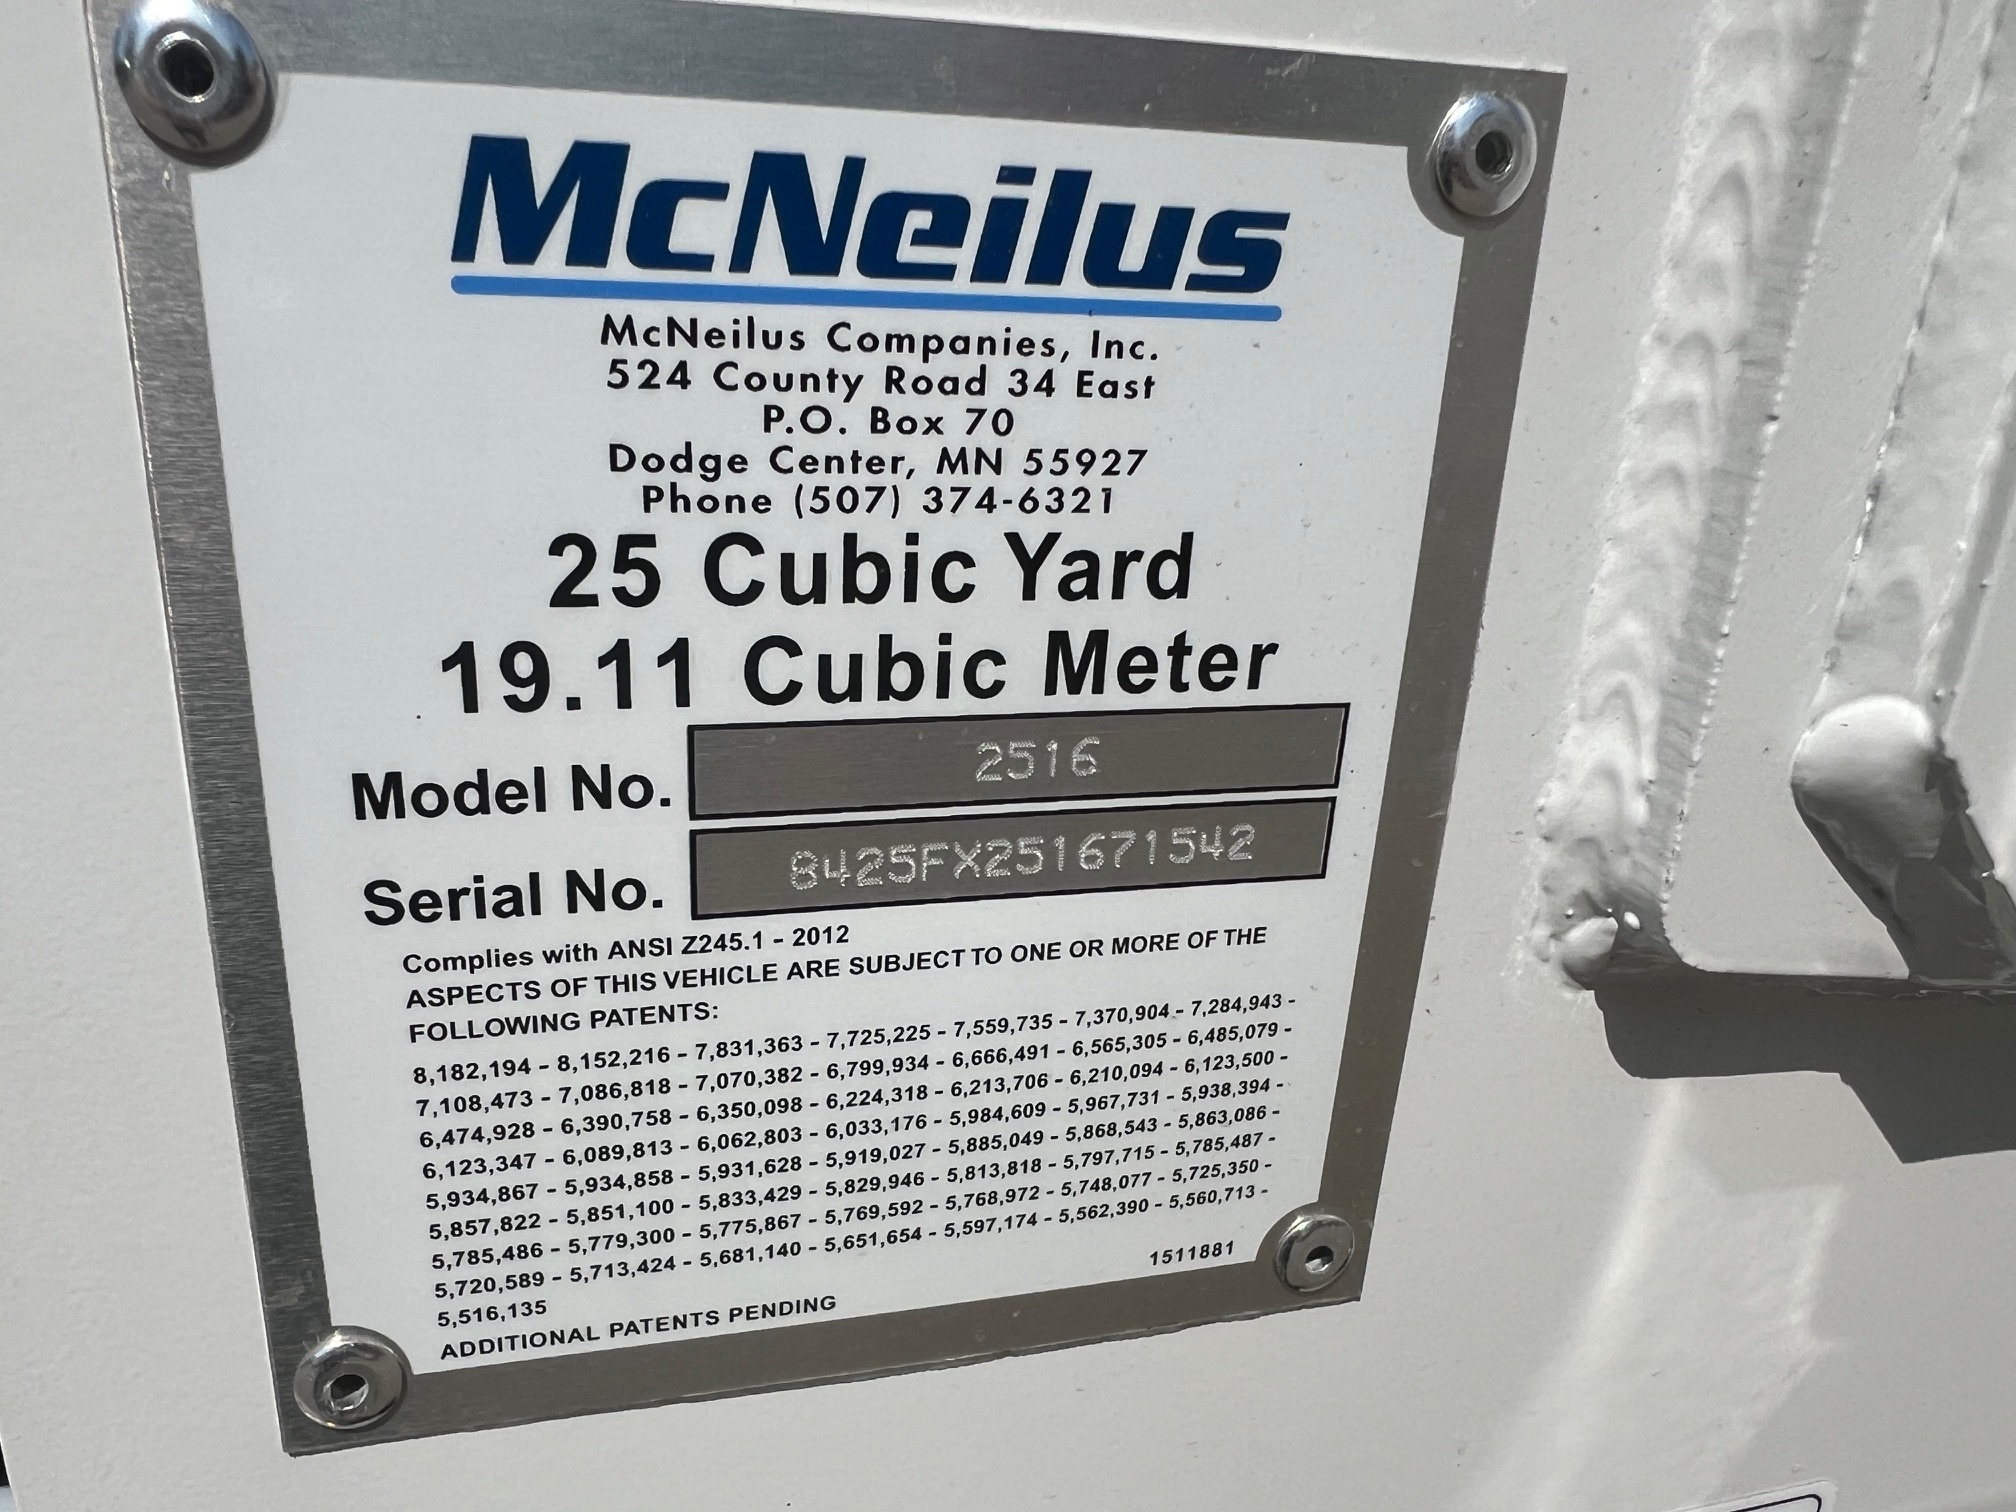 McNeilus
McNeilus Companies, Inc.
524 County Road 34 East
P.O. Box 70
Dodge Center, MN 55927
Phone (507) 374-6321
25 Cubic Yard
19.11 Cubic Meter
Model No. 2516
Serial No. 8425FX251671542
Complies with ANSI Z245.1 - 2012
ASPECTS OF THIS VEHICLE ARE SUBJECT TO ONE OR MORE OF THE
FOLLOWING PATENTS:
8,182,194 - 8,152,216 - 7,831,363 - 7,725,225 - 7,559,735 - 7,370,904 - 7,284,943 -
7,108,473 - 7,086,818 - 7,070,382 - 6,799,934 - 6,666,491 - 6,565,305 - 6,485,079 -
6,474,928 - 6,390,758 - 6,350,098 - 6,224,318 - 6,213,706 - 6,210,094 - 6,123,500 -
6,123,347 - 6,089,813 - 6,062,803 - 6,033,176 - 5,984,609 - 5,967,731 - 5,938,394 -
5,934,867 - 5,934,858 - 5,931,628 - 5,919,027 - 5,885,049 - 5,868,543 - 5,863,086 -
5,857,822 - 5,851,100 - 5,833,429 - 5,829,946 - 5,813,818 - 5,797,715 - 5,785,487 -
5,785,486 - 5,779,300 - 5,775,867 - 5,769,592 - 5,768,972 - 5,748,077 - 5,725,350 -
5,720,589 - 5,713,424 - 5,681,140 - 5,651,654 - 5,597,174 - 5,562,390 - 5,560,713 -
5,516,135
1511881
ADDITIONAL PATENTS PENDING